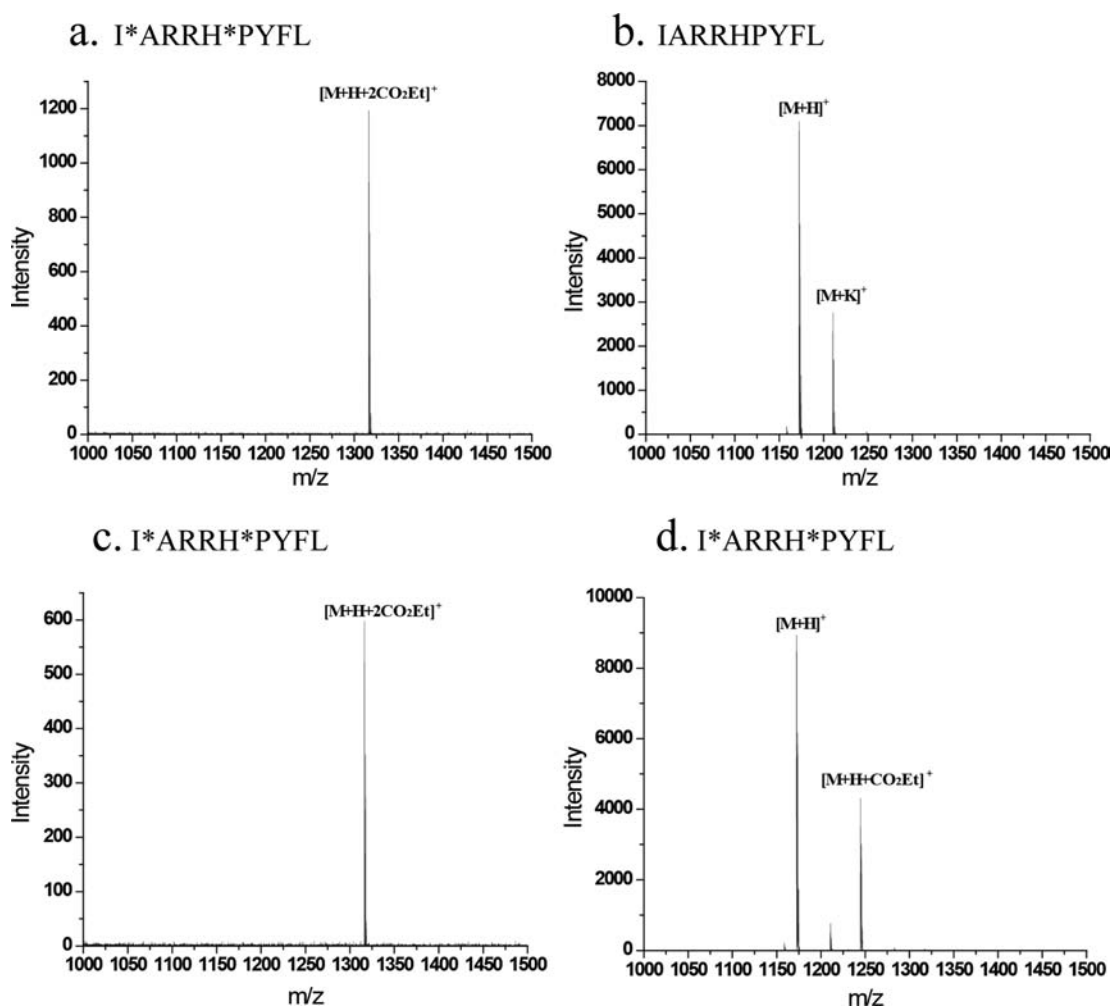 a. I*ARRH*PYFL
[M+H+2CO₂Et]⁺
1200
1000
800
600
400
200
0
Intensity
1000 1050 1100 1150 1200 1250 1300 1350 1400 1450 1500
m/z
b. IARRHPYFL
[M+H]⁺
[M+K]⁺
8000
7000
6000
5000
4000
3000
2000
1000
0
Intensity
1000 1050 1100 1150 1200 1250 1300 1350 1400 1450 1500
m/z
c. I*ARRH*PYFL
[M+H+2CO₂Et]⁺
600
500
400
300
200
100
0
Intensity
1000 1050 1100 1150 1200 1250 1300 1350 1400 1450 1500
m/z
d. I*ARRH*PYFL
[M+H]⁺
[M+H+CO₂Et]⁺
10000
8000
6000
4000
2000
0
Intensity
1000 1050 1100 1150 1200 1250 1300 1350 1400 1450 1500
m/z